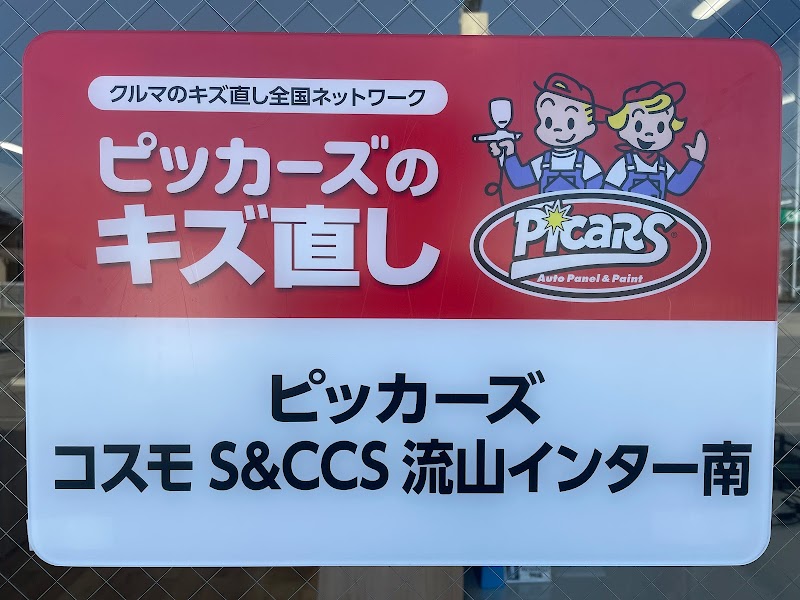 クルマのキズ直し全国ネットワーク
ピッカーズの
キズ直し
PicaRS®
Auto Panel & Paint
ピッカーズ
コスモ S&CCS 流山インター南